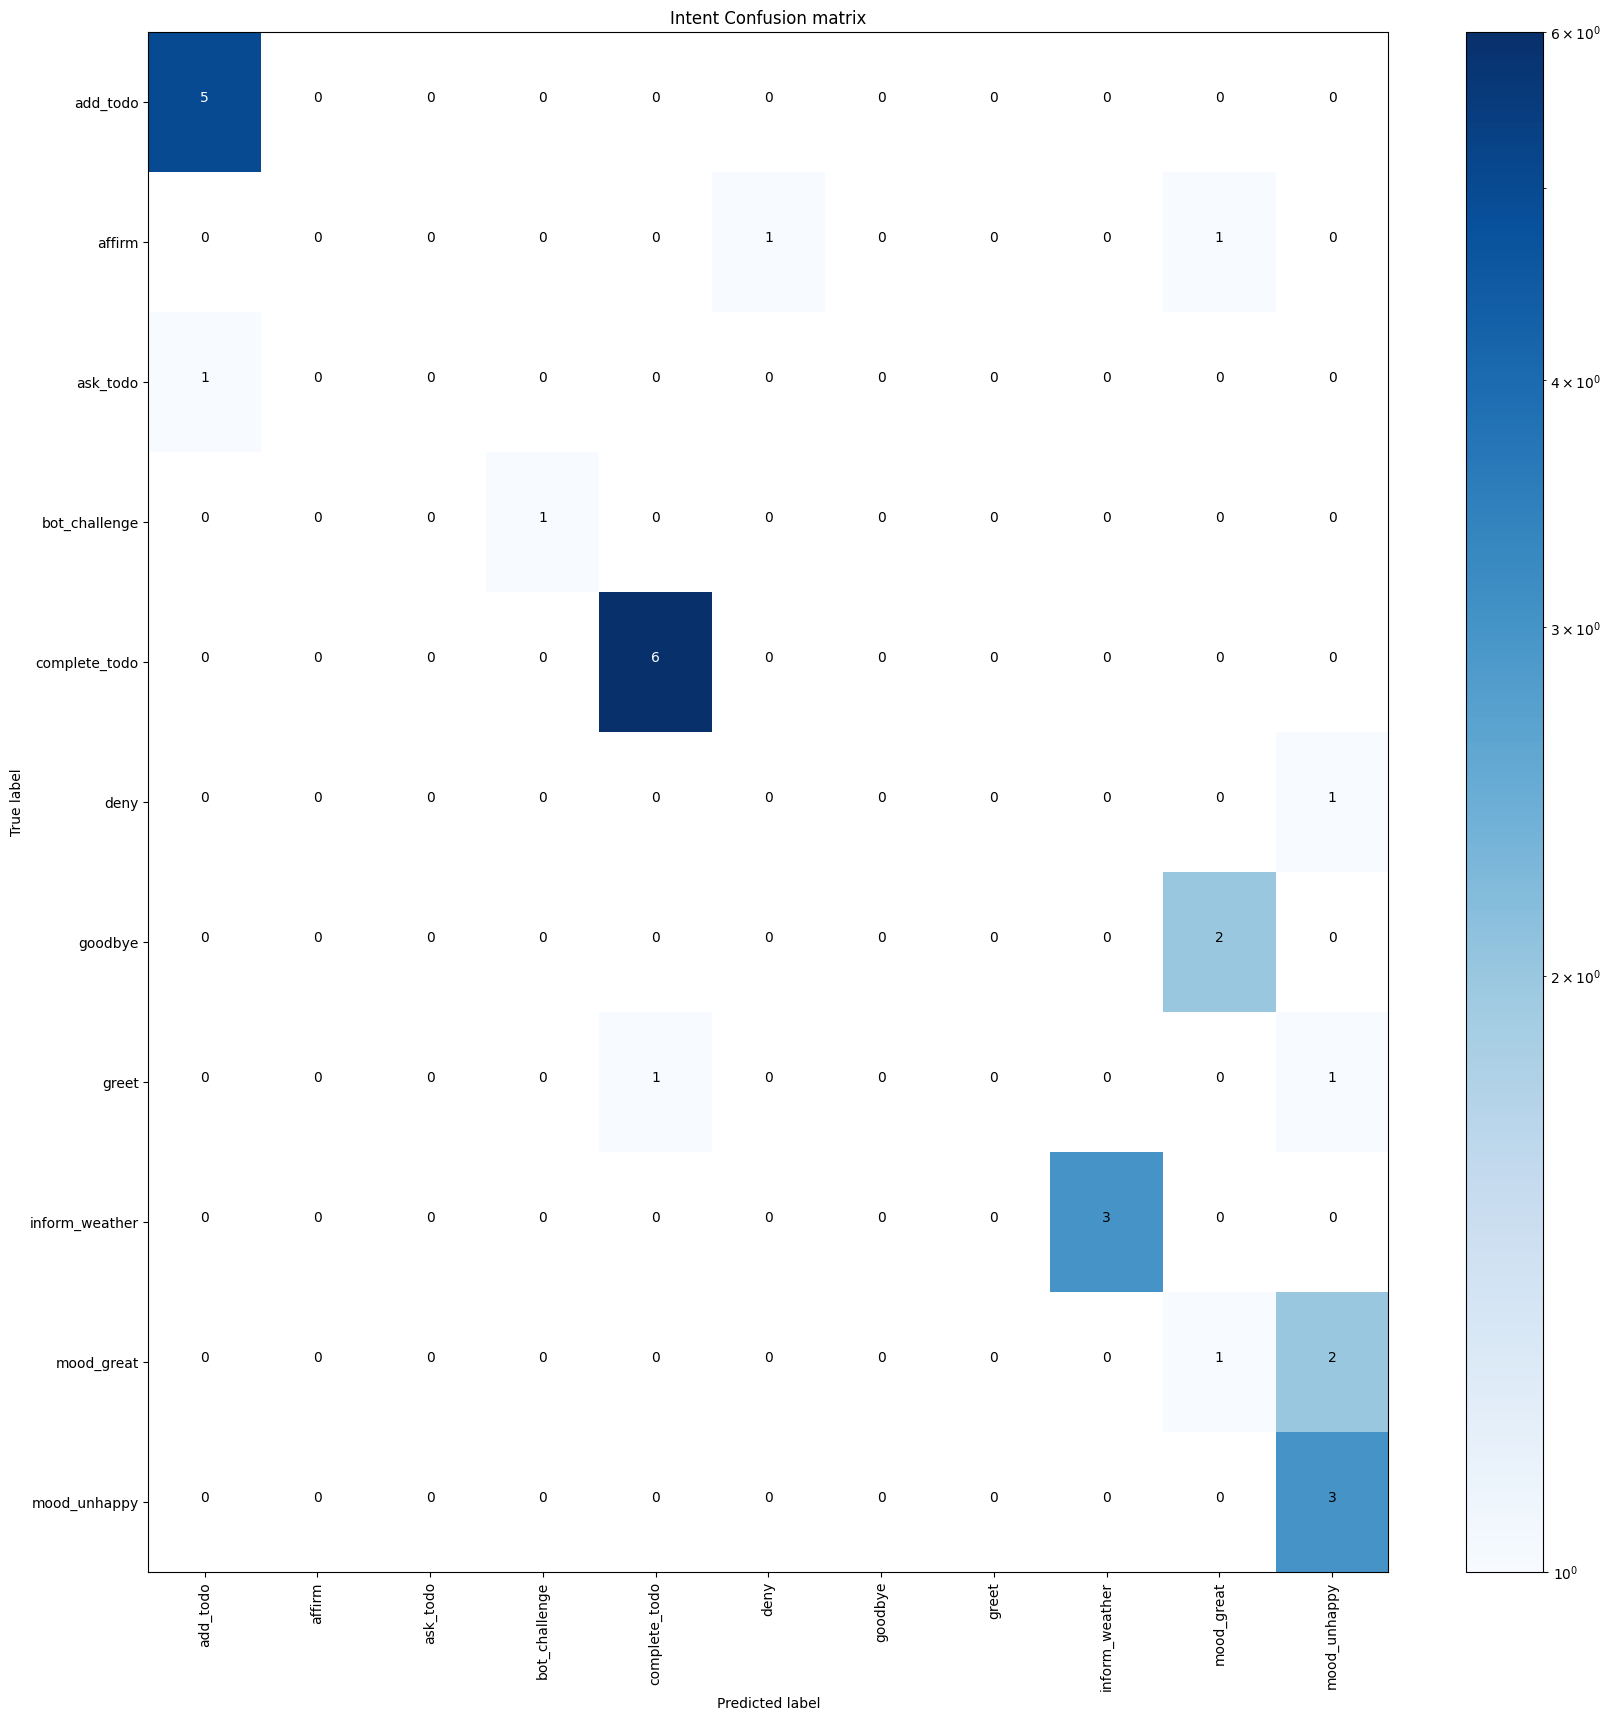 Intent Confusion matrix
add_todo 5 0 0 0 0 0 0 0 0 0 0
affirm 0 0 0 0 0 1 0 0 0 1 0
ask_todo 1 0 0 0 0 0 0 0 0 0 0
bot_challenge 0 0 0 1 0 0 0 0 0 0 0
complete_todo 0 0 0 0 6 0 0 0 0 0 0
deny 0 0 0 0 0 0 0 0 0 0 1
goodbye 0 0 0 0 0 0 0 0 0 2 0
greet 0 0 0 0 1 0 0 0 0 0 1
inform_weather 0 0 0 0 0 0 0 0 3 0 0
mood_great 0 0 0 0 0 0 0 0 0 1 2
mood_unhappy 0 0 0 0 0 0 0 0 0 0 3
True label
add_todo
affirm
ask_todo
bot_challenge
complete_todo
deny
goodbye
greet
inform_weather
mood_great
mood_unhappy
Predicted label
6 × 10⁰
4 × 10⁰
3 × 10⁰
2 × 10⁰
10⁰